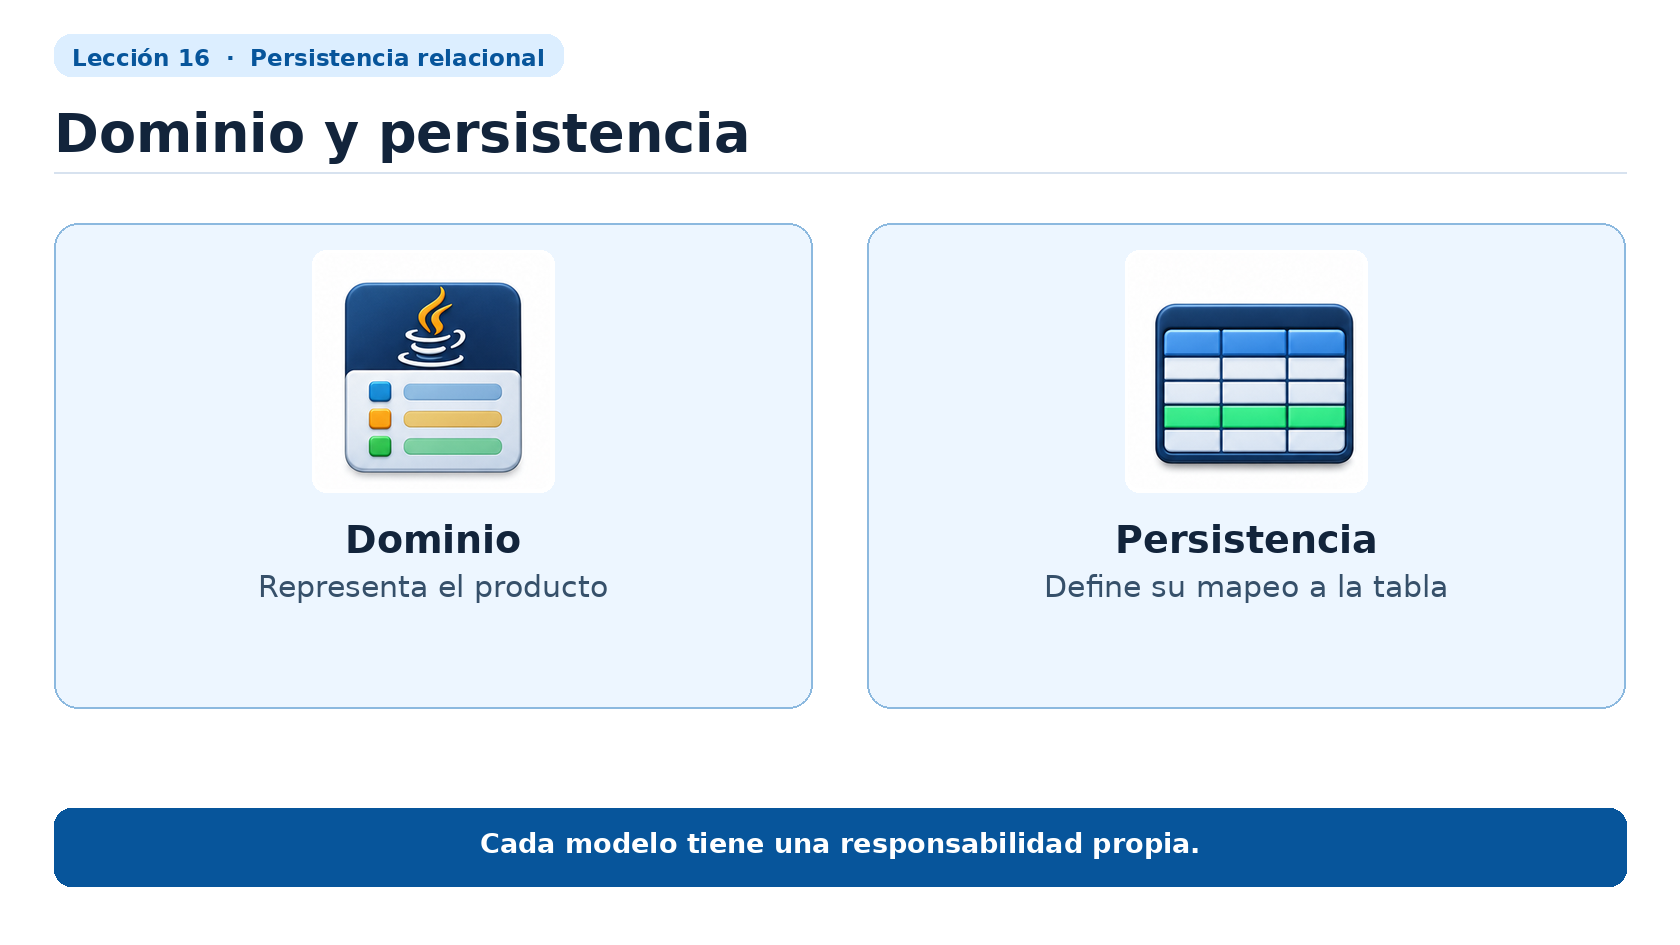 Lección 16 · Persistencia relacional
Dominio y persistencia
Dominio
Representa el producto
Persistencia
Define su mapeo a la tabla
Cada modelo tiene una responsabilidad propia.